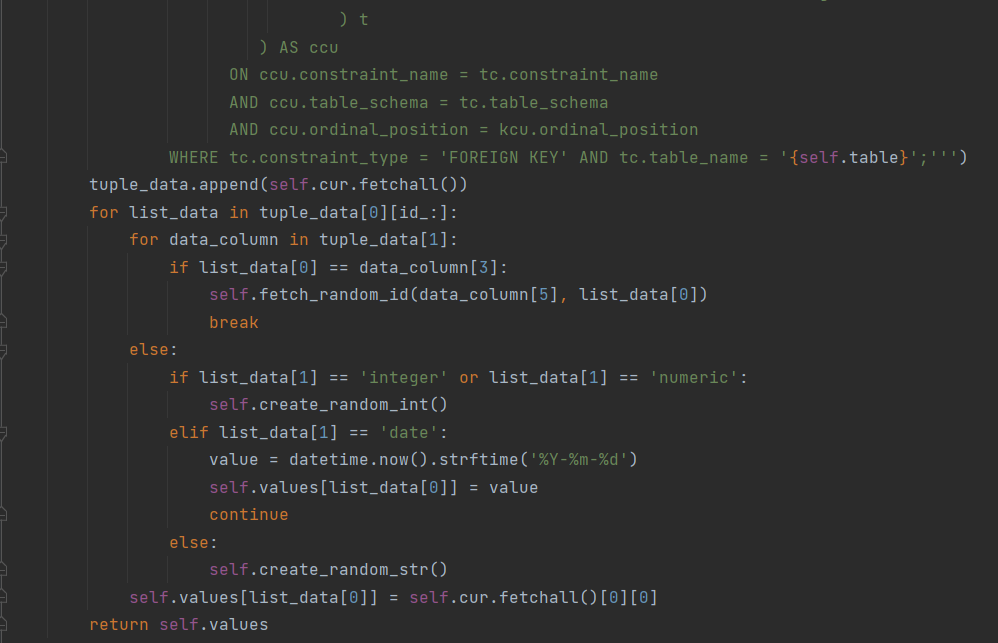 ) t
) AS ccu
ON ccu.constraint_name = tc.constraint_name
AND ccu.table_schema = tc.table_schema
AND ccu.ordinal_position = kcu.ordinal_position
WHERE tc.constraint_type = 'FOREIGN KEY' AND tc.table_name = '{self.table}';''')
tuple_data.append(self.cur.fetchall())
for list_data in tuple_data[0][id_:]:
for data_column in tuple_data[1]:
if list_data[0] == data_column[3]:
self.fetch_random_id(data_column[5], list_data[0])
break
else:
if list_data[1] == 'integer' or list_data[1] == 'numeric':
self.create_random_int()
elif list_data[1] == 'date':
value = datetime.now().strftime('%Y-%m-%d')
self.values[list_data[0]] = value
continue
else:
self.create_random_str()
self.values[list_data[0]] = self.cur.fetchall()[0][0]
return self.values